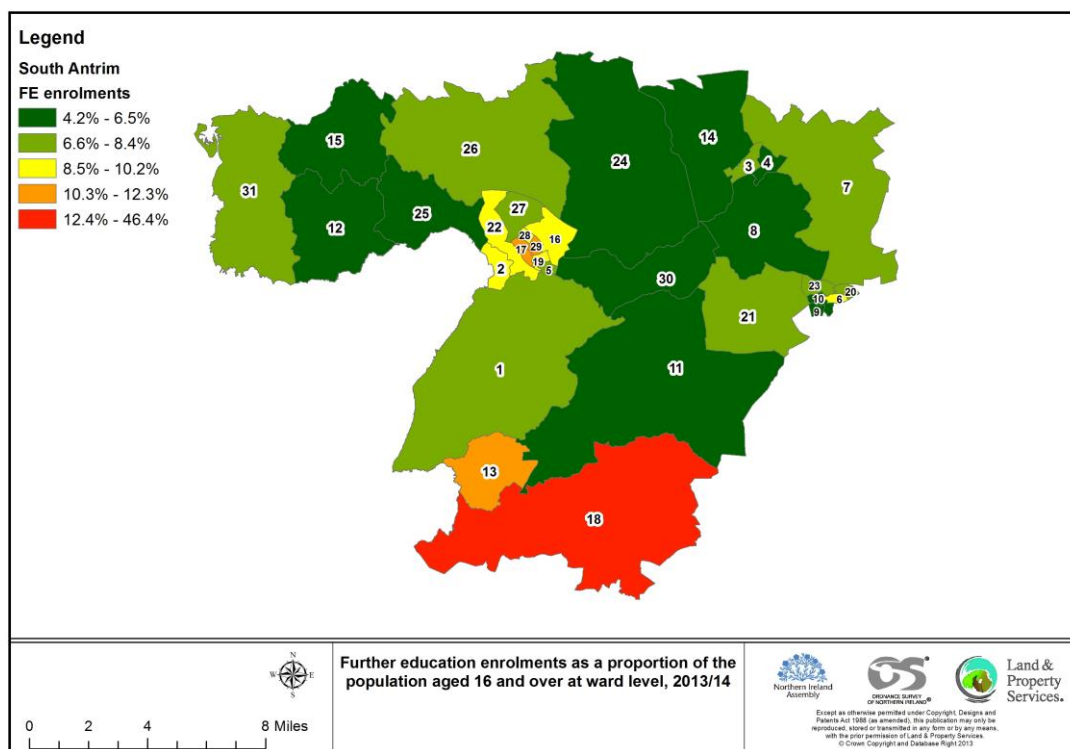 Legend
South Antrim
FE enrolments
4.2% - 6.5%
6.6% - 8.4%
8.5% - 10.2%
10.3% - 12.3%
12.4% - 46.4%
15
26
24
14
3
4
7
31
12
25
22
27
28
16
17
29
19
5
2
8
30
23
10
20
6
9
21
1
11
13
18
N
W
E
S
0 2 4 8 Miles
Further education enrolments as a proportion of the
population aged 16 and over at ward level, 2013/14
Northern Ireland
Assembly
OS
ORDNANCE SURVEY
OF NORTHERN IRELAND®
Land &
Property
Services.
Except as otherwise permitted under Copyright, Designs and
Patents Act 1988 (as amended), this publication may only be
reproduced, stored or transmitted in any form or by any means,
with the prior permission of Land & Property Services.
© Crown Copyright and Database Right 2013